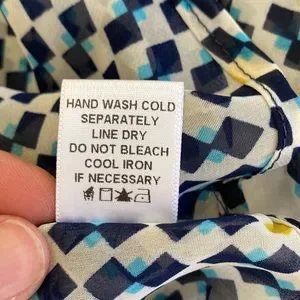 HAND WASH COLD
SEPARATELY
LINE DRY
DO NOT BLEACH
COOL IRON
IF NECESSARY